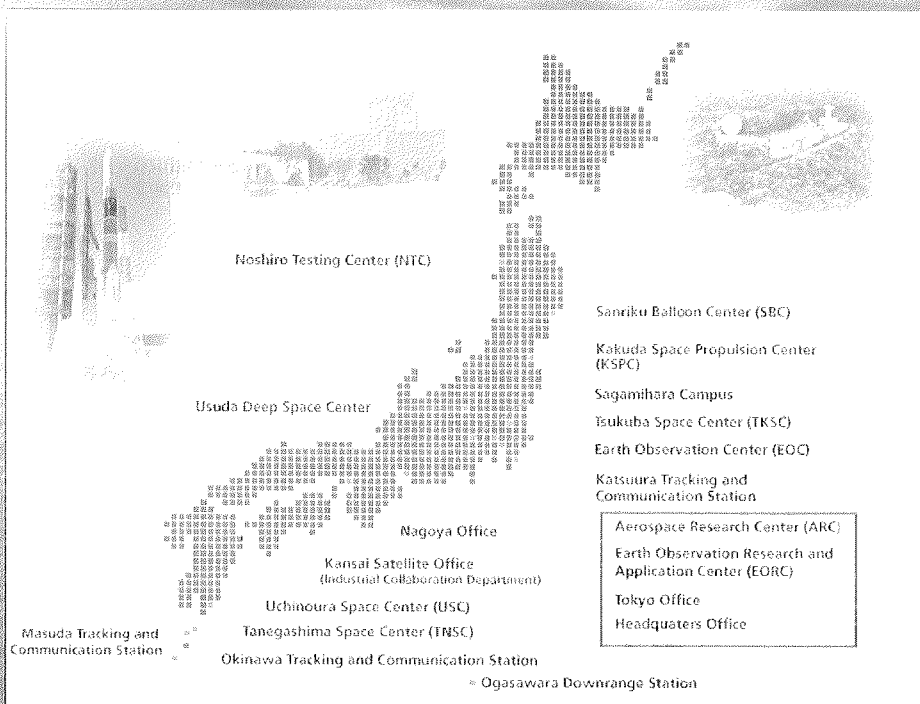 Noshiro Testing Center (NTC)
Sanriku Balloon Center (SBC)
Kakuda Space Propulsion Center
(KSPC)
Sagamihara Campus
Usuda Deep Space Center
Tsukuba Space Center (TKSC)
Earth Observation Center (EOC)
Katsuura Tracking and
Communication Station
Aerospace Research Center (ARC)
Earth Observation Research and
Application Center (EORC)
Tokyo Office
Headquaters Office
Nagoya Office
Kansai Satellite Office
(Industrial Collaboration Department)
Uchinoura Space Center (USC)
Tanegashima Space Center (TNSC)
Masuda Tracking and
Communication Station
Okinawa Tracking and Communication Station
Ogasawara Downrange Station